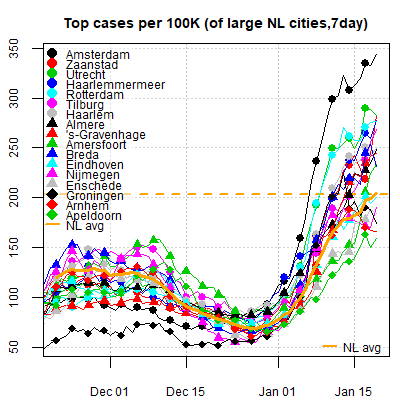 Top cases per 100K (of large NL cities,7day)
350
300
250
200
150
100
50
Amsterdam
Zaanstad
Utrecht
Haarlemmermeer
Rotterdam
Tilburg
Haarlem
Almere
's-Gravenhage
Amersfoort
Breda
Eindhoven
Nijmegen
Enschede
Groningen
Arnhem
Apeldoorn
NL avg
NL avg
Dec 01
Dec 15
Jan 01
Jan 15